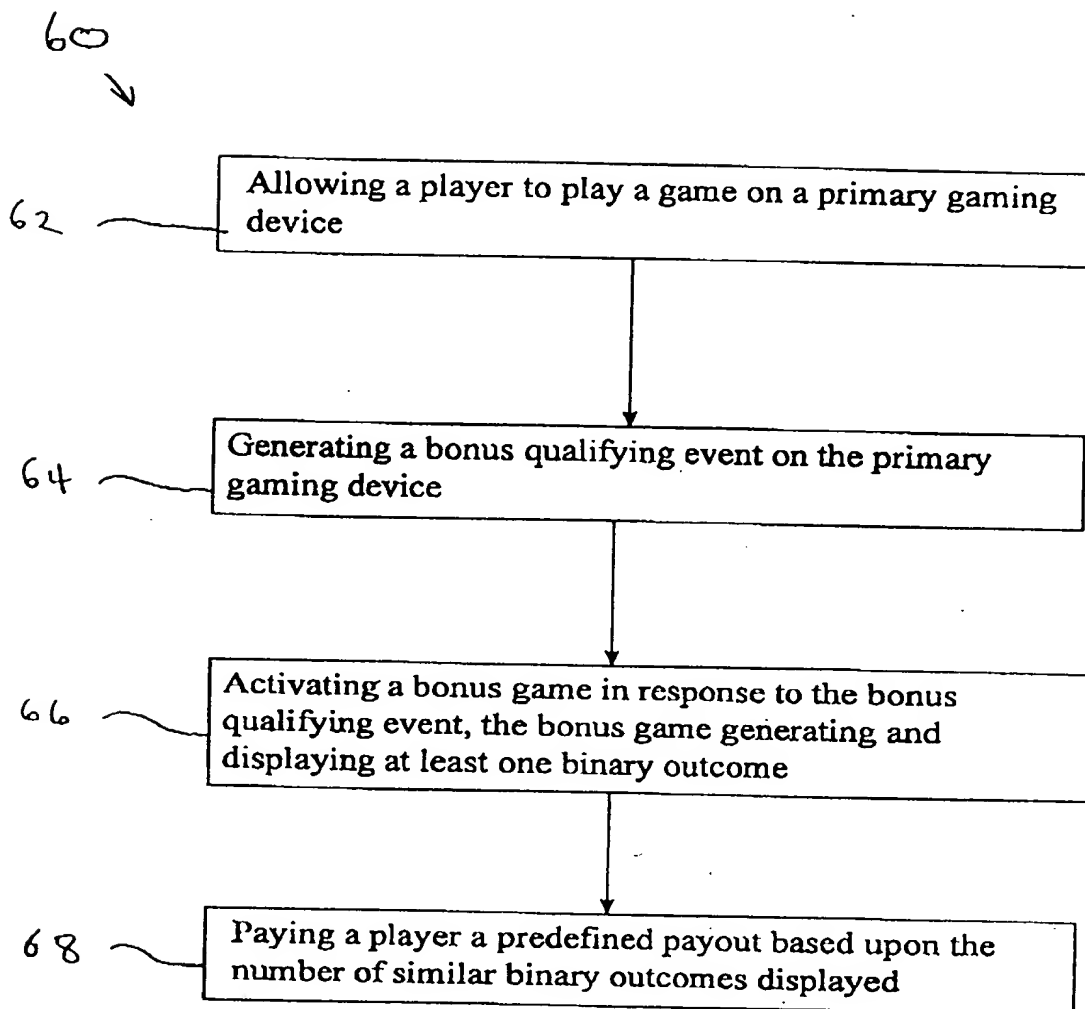 60
62
Allowing a player to play a game on a primary gaming
device
64
Generating a bonus qualifying event on the primary
gaming device
66
Activating a bonus game in response to the bonus
qualifying event, the bonus game generating and
displaying at least one binary outcome
68
Paying a player a predefined payout based upon the
number of similar binary outcomes displayed